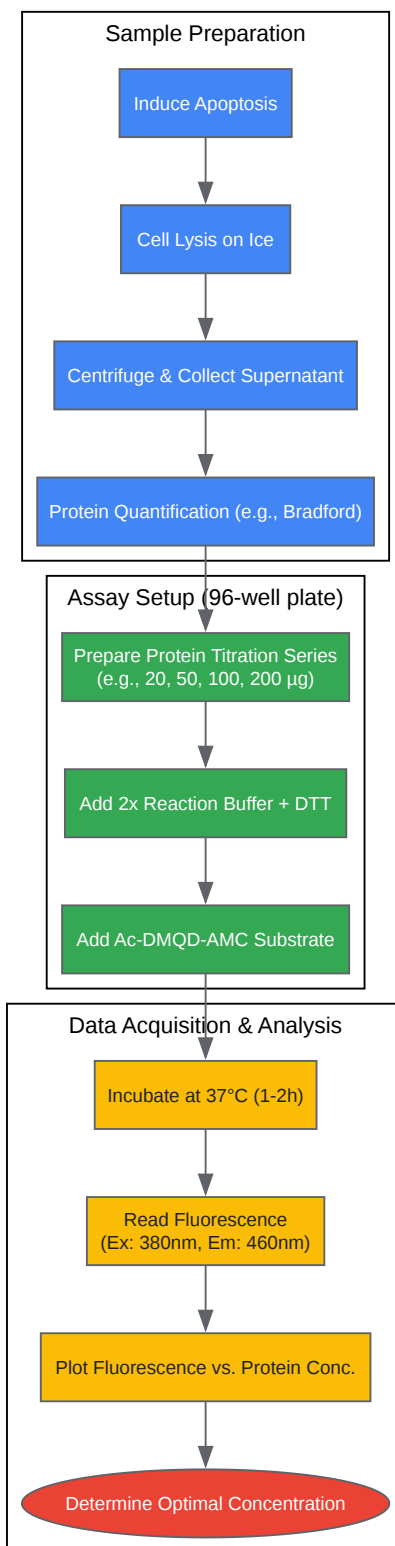 Sample Preparation
Induce Apoptosis
Cell Lysis on Ice
Centrifuge & Collect Supernatant
Protein Quantification (e.g., Bradford)
Assay Setup (96-well plate)
Prepare Protein Titration Series
(e.g., 20, 50, 100, 200 µg)
Add 2x Reaction Buffer + DTT
Add Ac-DMQD-AMC Substrate
Data Acquisition & Analysis
Incubate at 37°C (1-2h)
Read Fluorescence
(Ex: 380nm, Em: 460nm)
Plot Fluorescence vs. Protein Conc.
Determine Optimal Concentration